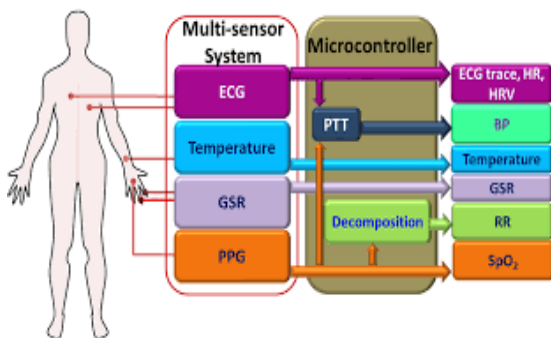 Multi-sensor
System
Microcontroller
ECG
ECG trace, HR,
HRV
PTT
BP
Temperature
Temperature
GSR
GSR
Decomposition
RR
PPG
SpO₂